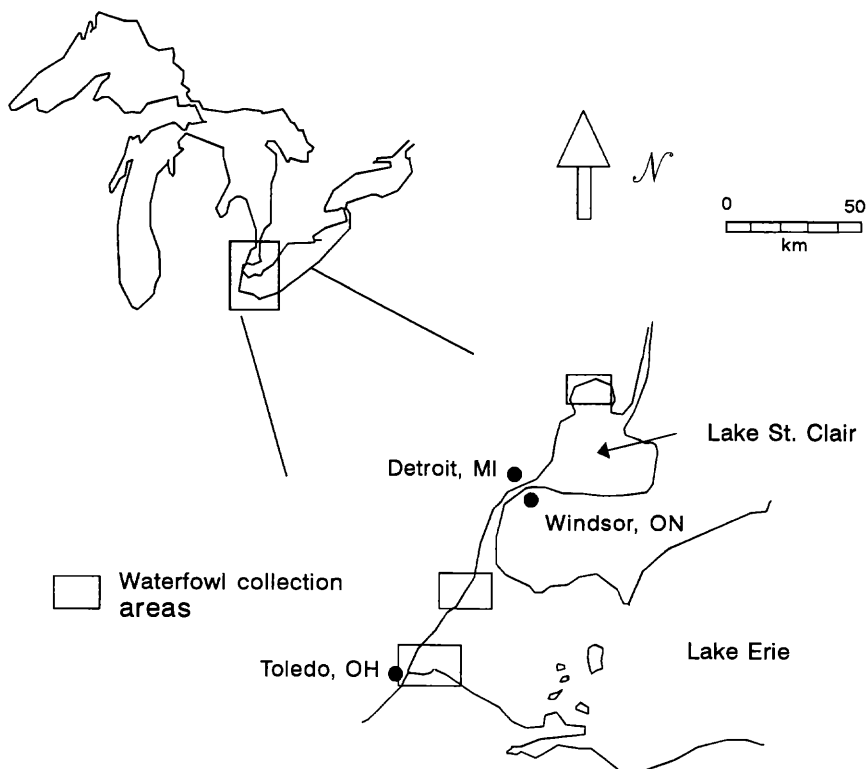 N
0 50
km
Lake St. Clair
Detroit, MI
Windsor, ON
Waterfowl collection
areas
Toledo, OH
Lake Erie